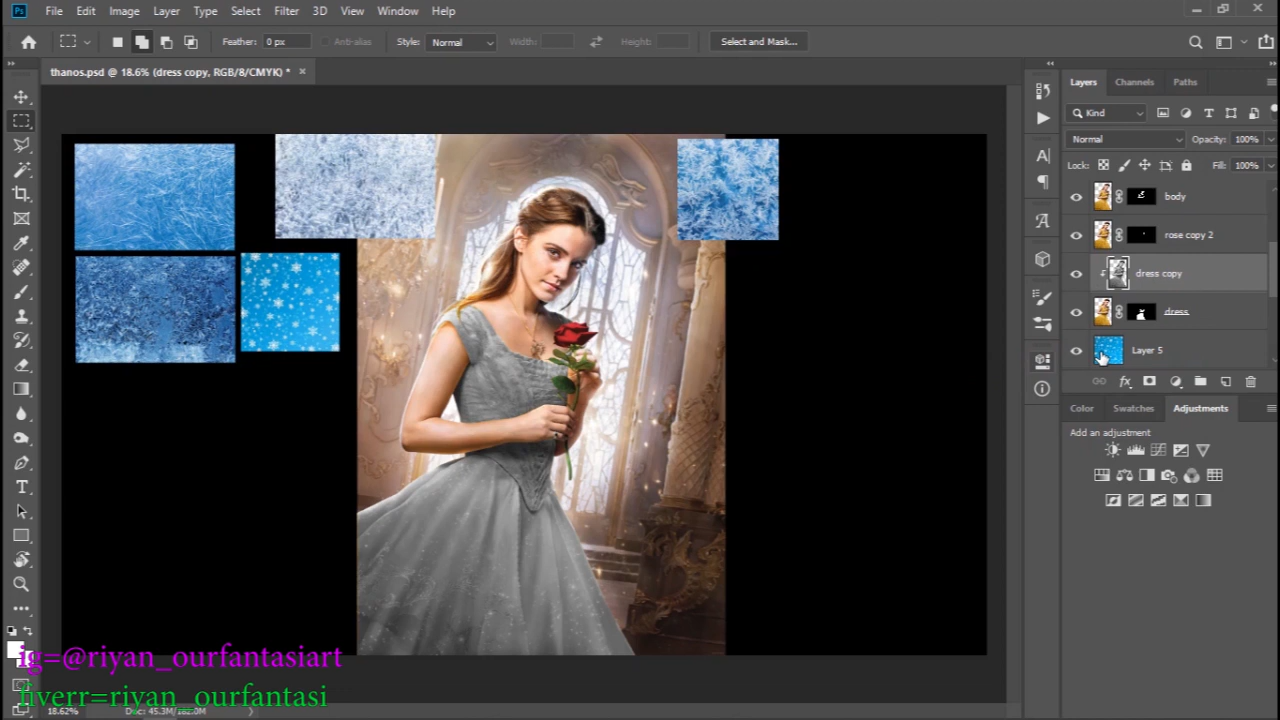 Ps File Edit Image Layer Type Select Filter 3D View Window Help
Feather: 0 px Anti-alias Style: Normal Width: Height: Select and Mask...
thanos.psd @ 18.6% (dress copy, RGB/8/CMYK) * ×
Layers Channels Paths
Kind
Normal Opacity: 100%
Lock: Fill: 100%
body
rose copy 2
dress copy
dress
Layer 5
fx
Color Swatches Adjustments
Add an adjustment
ig=@riyan_ourfantasiart
fiverr=riyan_ourfantasi
18.62%